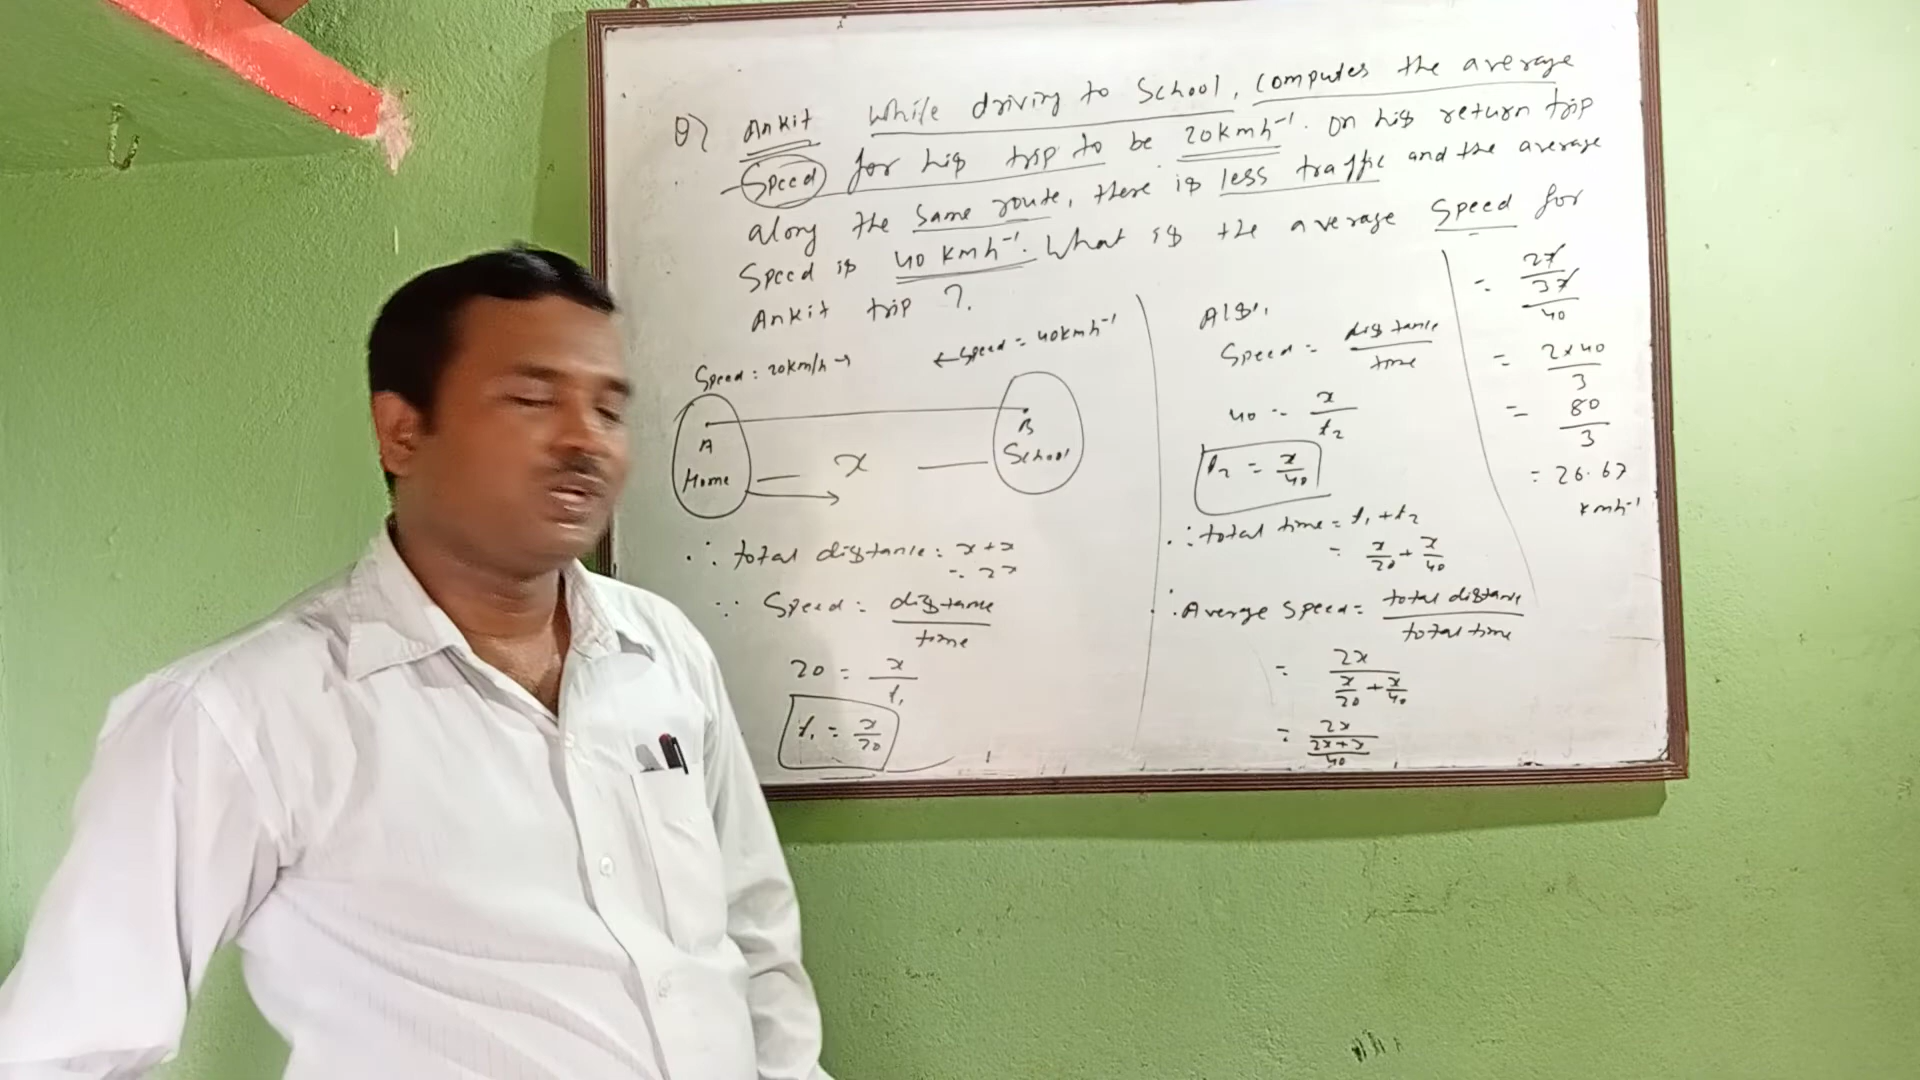 Q) Ankit while driving to School, computes the average
Speed for his trip to be 20kmh⁻¹. On his return trip
along the same route, there is less traffic and the average
Speed is 40 kmh⁻¹. What is the average Speed for
Ankit trip ?.
Speed = 20km/h →
← Speed = 40kmh⁻¹
A
Home
x
B
School
∴ total distance = x + x
= 2x
∵ Speed = distance/time
20 = x/t₁
t₁ = x/20
Also,
Speed = distance/time
40 = x/t₂
t₂ = x/40
∴ total time = t₁ + t₂
= x/20 + x/40
∴ Average Speed = total distance/total time
= 2x/(x/20 + x/40)
= 2x/((2x+x)/40)
= 2x/(3x/40)
= 2×40/3
= 80/3
= 26.67
kmh⁻¹